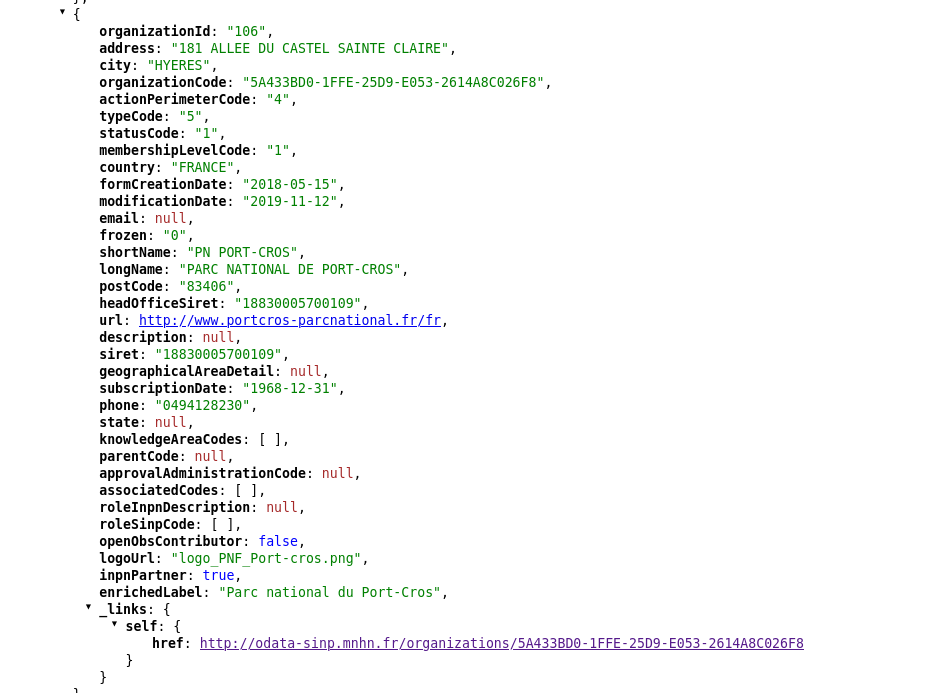 {
organizationId: "106",
address: "181 ALLEE DU CASTEL SAINTE CLAIRE",
city: "HYERES",
organizationCode: "5A433BD0-1FFE-25D9-E053-2614A8C026F8",
actionPerimeterCode: "4",
typeCode: "5",
statusCode: "1",
membershipLevelCode: "1",
country: "FRANCE",
formCreationDate: "2018-05-15",
modificationDate: "2019-11-12",
email: null,
frozen: "0",
shortName: "PN PORT-CROS",
longName: "PARC NATIONAL DE PORT-CROS",
postCode: "83406",
headOfficeSiret: "18830005700109",
url: http://www.portcros-parcnational.fr/fr,
description: null,
siret: "18830005700109",
geographicalAreaDetail: null,
subscriptionDate: "1968-12-31",
phone: "0494128230",
state: null,
knowledgeAreaCodes: [ ],
parentCode: null,
approvalAdministrationCode: null,
associatedCodes: [ ],
roleInpnDescription: null,
roleSinpCode: [ ],
openObsContributor: false,
logoUrl: "logo_PNF_Port-cros.png",
inpnPartner: true,
enrichedLabel: "Parc national du Port-Cros",
_links: {
self: {
href: http://odata-sinp.mnhn.fr/organizations/5A433BD0-1FFE-25D9-E053-2614A8C026F8
}
}